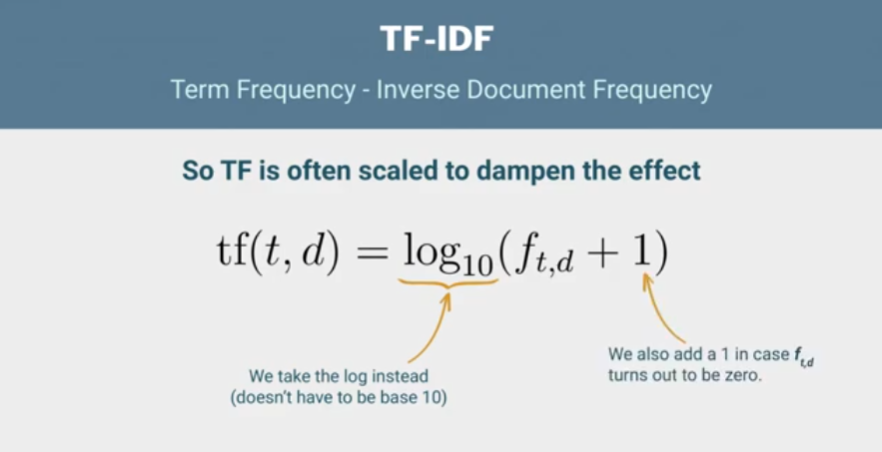 TF-IDF
Term Frequency - Inverse Document Frequency
So TF is often scaled to dampen the effect
tf(t, d) = log₁₀(fₜ,d + 1)
We take the log instead
(doesn't have to be base 10)
We also add a 1 in case fₜ,d
turns out to be zero.